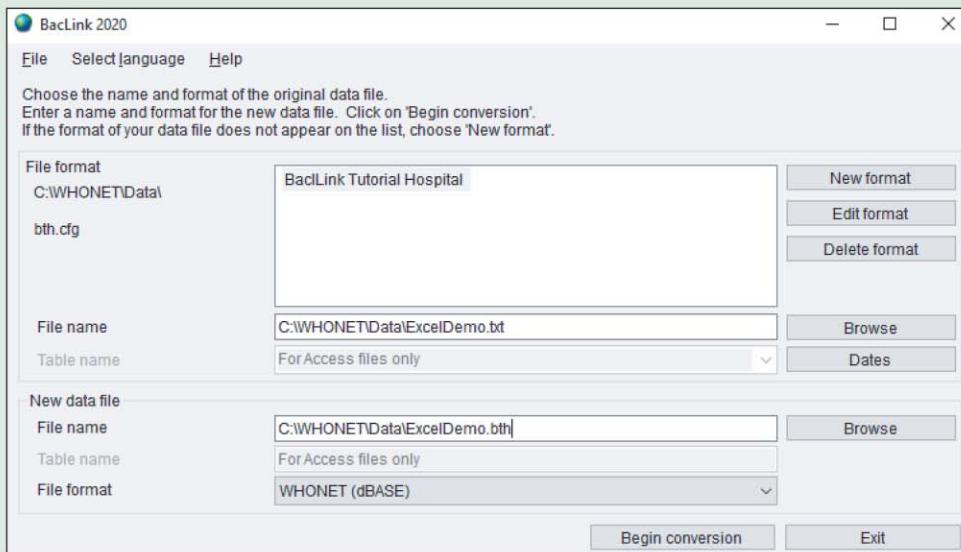 BacLink 2020
File Select language Help
Choose the name and format of the original data file.
Enter a name and format for the new data file. Click on 'Begin conversion'.
If the format of your data file does not appear on the list, choose 'New format'.
File format
C:\WHONET\Data\
bth.cfg
BaclLink Tutorial Hospital
New format
Edit format
Delete format
File name C:\WHONET\Data\ExcelDemo.txt Browse
Table name For Access files only Dates
New data file
File name C:\WHONET\Data\ExcelDemo.bth Browse
Table name For Access files only
File format WHONET (dBASE)
Begin conversion Exit